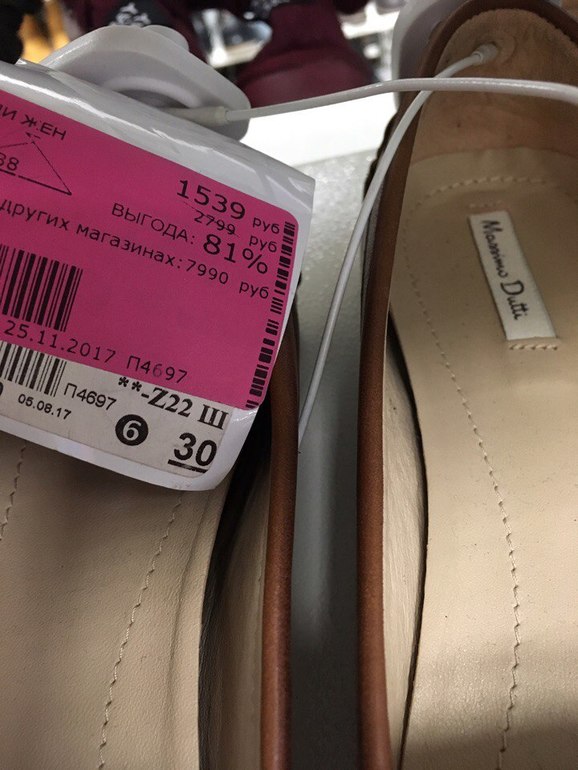 ЖЕН
38
1539 руб
2799 руб
ВЫГОДА: 81%
других магазинах: 7990 руб
25.11.2017 П4697
П4697
05.08.17
**-Z22 Ш
6
30
Massimo Dutti